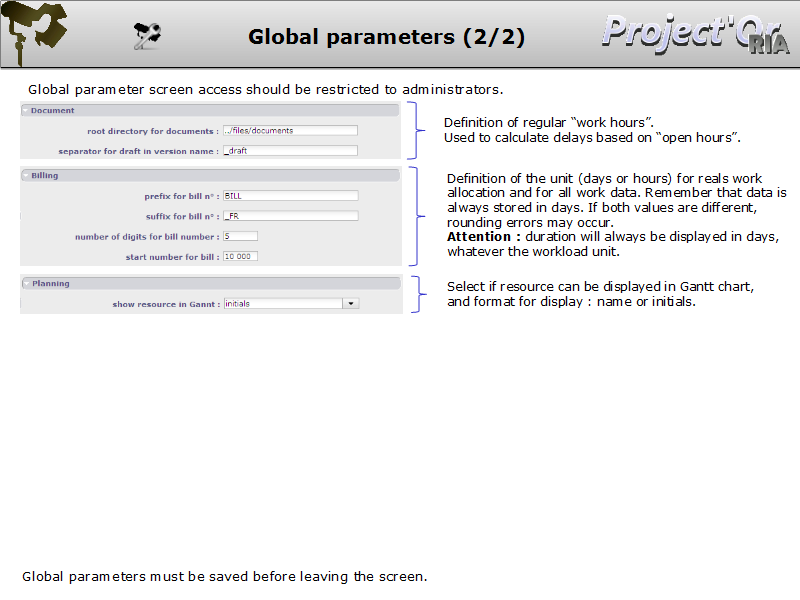 Global parameters (2/2)
Project'Or
RIA
Global parameter screen access should be restricted to administrators.
Document
root directory for documents : ../files/documents
separator for draft in version name : _draft
Definition of regular “work hours”.
Used to calculate delays based on “open hours”.
Billing
prefix for bill n° : BILL
suffix for bill n° : _FR
number of digits for bill number : 5
start number for bill : 10 000
Definition of the unit (days or hours) for reals work
allocation and for all work data. Remember that data is
always stored in days. If both values are different,
rounding errors may occur.
Attention : duration will always be displayed in days,
whatever the workload unit.
Planning
show resource in Gannt : initials
Select if resource can be displayed in Gantt chart,
and format for display : name or initials.
Global parameters must be saved before leaving the screen.